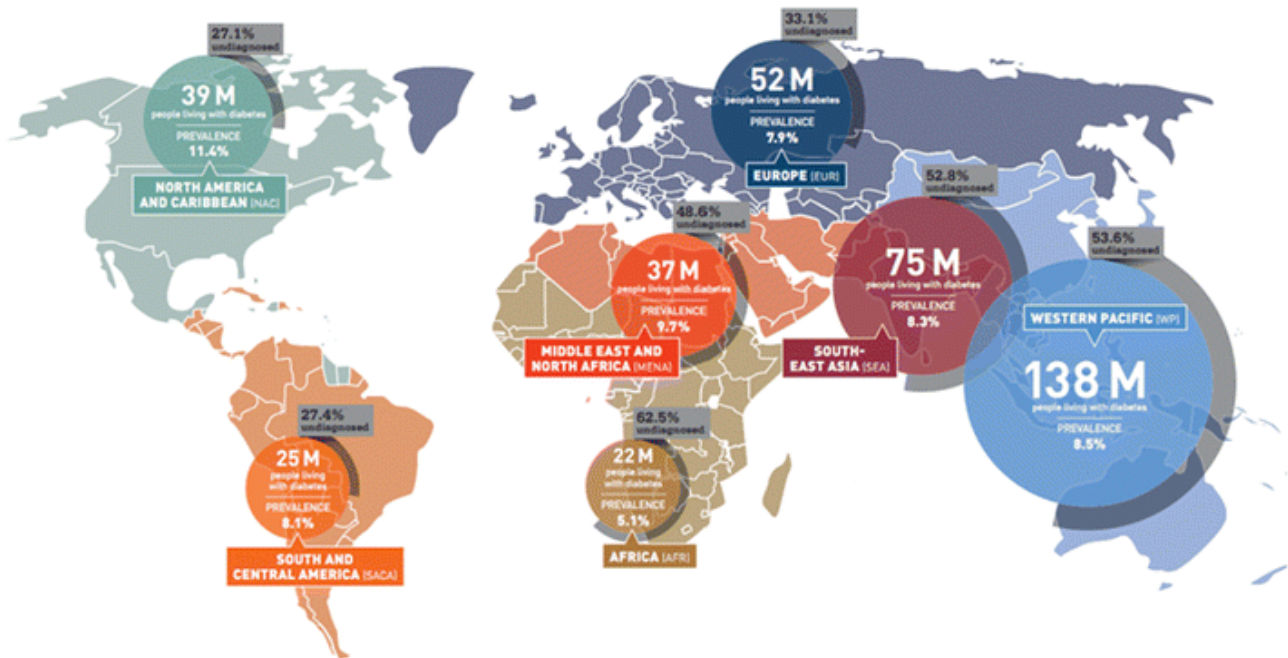 27.1%
undiagnosed
39 M
people living with diabetes
PREVALENCE
11.4%
NORTH AMERICA
AND CARIBBEAN (NAC)
33.1%
undiagnosed
52 M
people living with diabetes
PREVALENCE
7.9%
EUROPE (EUR)
48.6%
undiagnosed
37 M
people living with diabetes
PREVALENCE
9.7%
MIDDLE EAST AND
NORTH AFRICA (MENA)
52.8%
undiagnosed
75 M
people living with diabetes
PREVALENCE
8.3%
SOUTH-
EAST ASIA (SEA)
53.6%
undiagnosed
WESTERN PACIFIC (WP)
138 M
people living with diabetes
PREVALENCE
8.5%
27.4%
undiagnosed
25 M
people living
with diabetes
PREVALENCE
8.1%
SOUTH AND
CENTRAL AMERICA (SACA)
62.5%
undiagnosed
22 M
people living
with diabetes
PREVALENCE
5.1%
AFRICA (AFR)